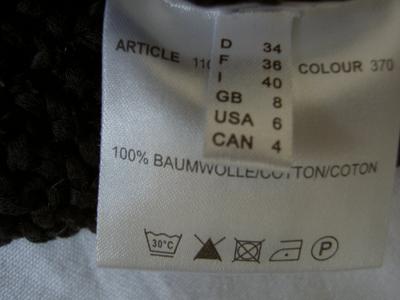 D 34
F 36
I 40
GB 8
USA 6
CAN 4
ARTICLE
COLOUR 370
100% BAUMWOLLE/COTTON/COTON
30°C
P